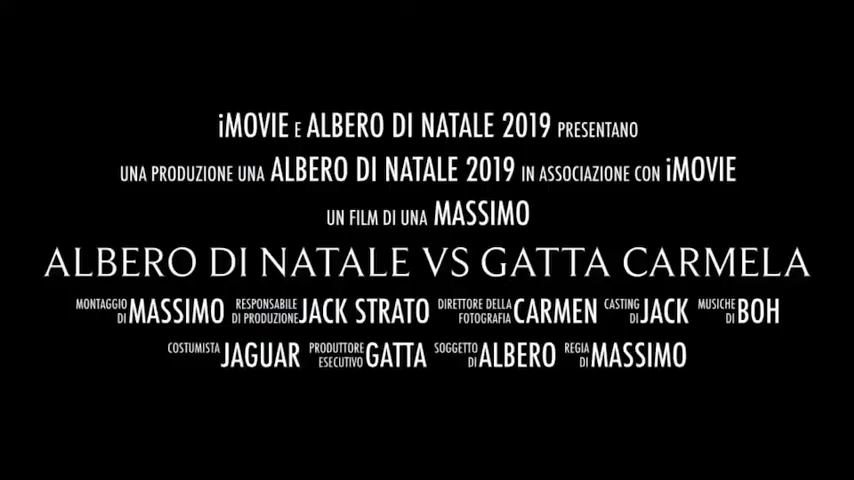 iMOVIE E ALBERO DI NATALE 2019 PRESENTANO
UNA PRODUZIONE UNA ALBERO DI NATALE 2019 IN ASSOCIAZIONE CON iMOVIE
UN FILM DI UNA MASSIMO
ALBERO DI NATALE VS GATTA CARMELA
MONTAGGIO DI MASSIMO RESPONSABILE DI PRODUZIONE JACK STRATO DIRETTORE DELLA FOTOGRAFIA CARMEN CASTING DI JACK MUSICHE DI BOH
COSTUMISTA JAGUAR PRODUTTORE ESECUTIVO GATTA SOGGETTO DI ALBERO REGIA DI MASSIMO